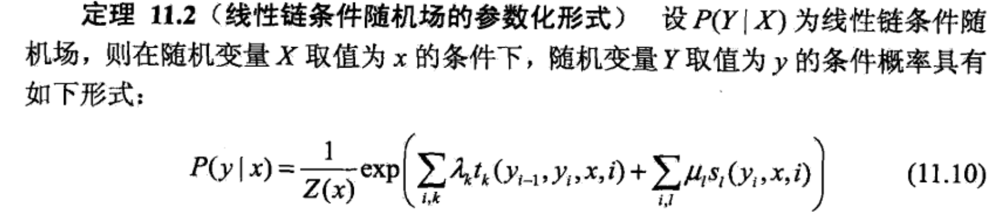 定理 11.2（线性链条件随机场的参数化形式） 设 P(Y | X) 为线性链条件随
机场，则在随机变量 X 取值为 x 的条件下，随机变量 Y 取值为 y 的条件概率具有
如下形式：
P(y | x) = \frac{1}{Z(x)} \exp\left( \sum_{i,k} \lambda_k t_k(y_{i-1}, y_i, x, i) + \sum_{i,l} \mu_l s_l(y_i, x, i) \right) (11.10)